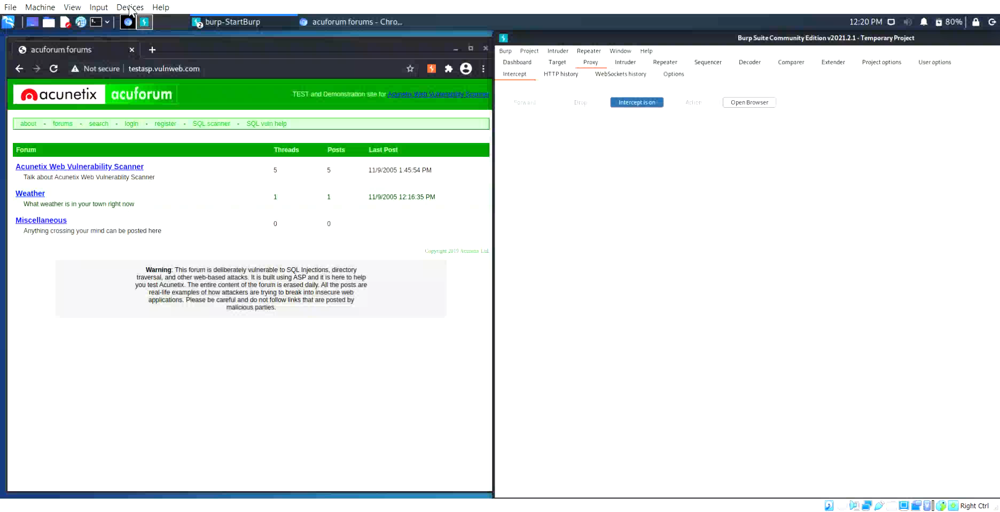 File Machine View Input Devices Help
2 burp-StartBurp acuforum forums - Chro... 12:20 PM 80%
acuforum forums
Not secure testasp.vulnweb.com
acunetix acuforum TEST and Demonstration site for Acunetix Web Vulnerability Scanner
about - forums - search - login - register - SQL scanner - SQL vuln help
Forum Threads Posts Last Post
Acunetix Web Vulnerability Scanner 5 5 11/9/2005 1:45:54 PM
Talk about Acunetix Web Vulnerablity Scanner
Weather 1 1 11/9/2005 12:16:35 PM
What weather is in your town right now
Miscellaneous 0 0
Anything crossing your mind can be posted here
Copyright 2019 Acunetix Ltd.
Warning: This forum is deliberately vulnerable to SQL Injections, directory
traversal, and other web-based attacks. It is built using ASP and it is here to help
you test Acunetix. The entire content of the forum is erased daily. All the posts are
real-life examples of how attackers are trying to break into insecure web
applications. Please be careful and do not follow links that are posted by
malicious parties.
Burp Suite Community Edition v2021.2.1 - Temporary Project
Burp Project Intruder Repeater Window Help
Dashboard Target Proxy Intruder Repeater Sequencer Decoder Comparer Extender Project options User options
Intercept HTTP history WebSockets history Options
Forward Drop Intercept is on Action Open Browser
Right Ctrl